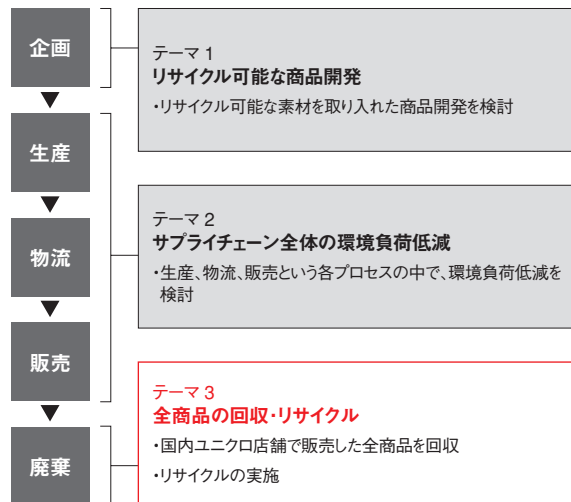 企画
テーマ 1
リサイクル可能な商品開発
・リサイクル可能な素材を取り入れた商品開発を検討
生産
物流
テーマ 2
サプライチェーン全体の環境負荷低減
・生産、物流、販売という各プロセスの中で、環境負荷低減を
検討
販売
テーマ 3
全商品の回収・リサイクル
・国内ユニクロ店舗で販売した全商品を回収
・リサイクルの実施
廃棄